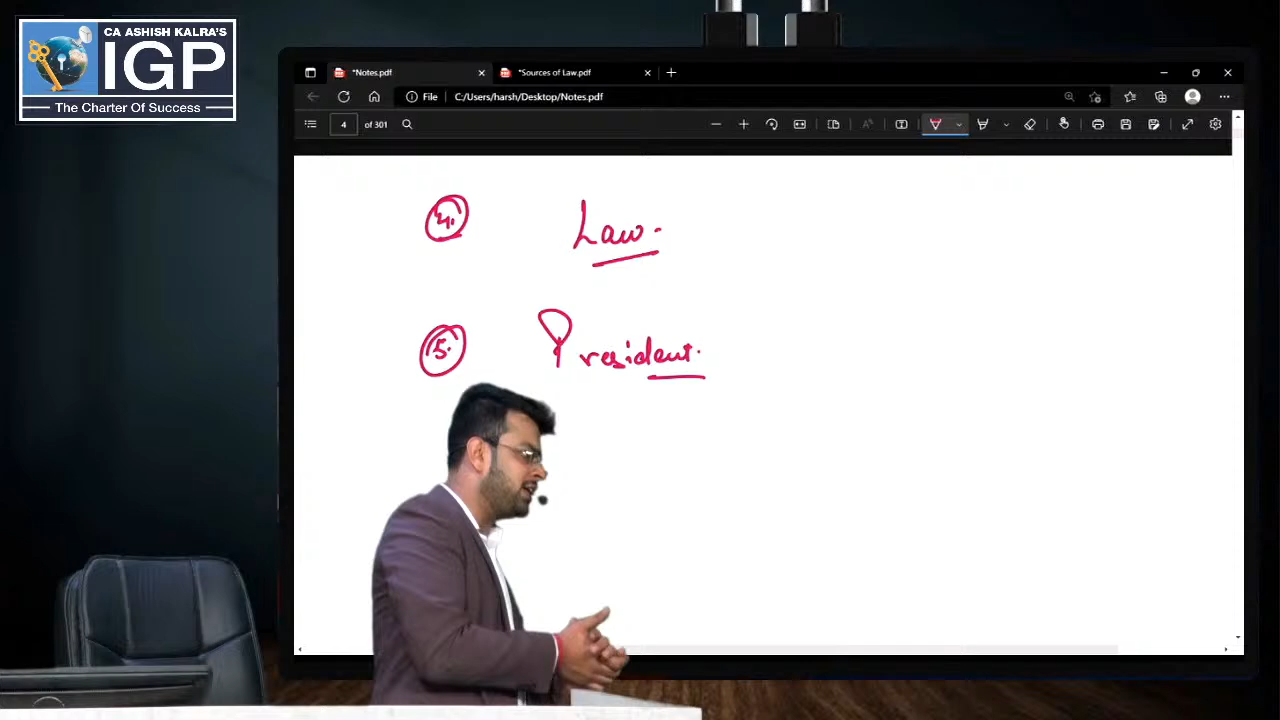 CA ASHISH KALRA'S
IGP
The Charter Of Success
*Notes.pdf
*Sources of Law.pdf
File
C:/Users/harsh/Desktop/Notes.pdf
4 of 301
4. Law.
5. President.